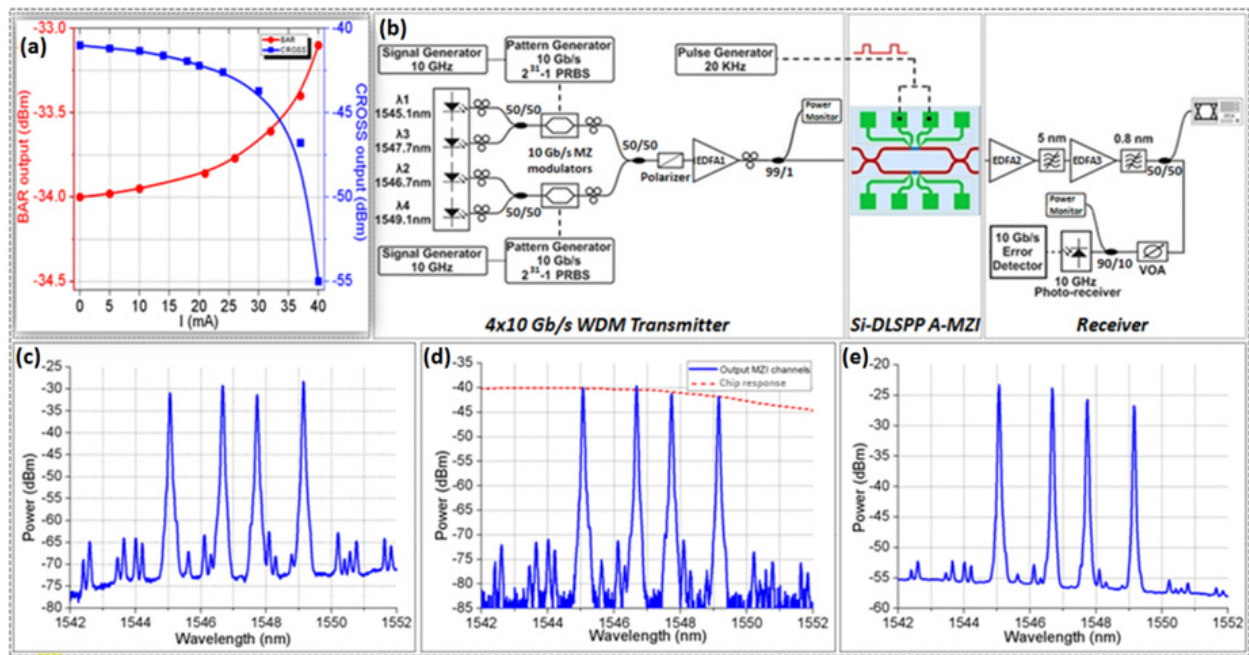 (a)
BAR
CROSS
BAR output (dBm)
-33.0
-33.5
-34.0
-34.5
CROSS output (dBm)
-40
-45
-50
-55
0 5 10 15 20 25 30 35 40
I (mA)
(b)
Signal Generator
10 GHz
Pattern Generator
10 Gb/s
2³¹-1 PRBS
λ1
1545.1nm
λ3
1547.7nm
λ2
1546.7nm
λ4
1549.1nm
50/50
50/50
10 Gb/s MZ
modulators
Signal Generator
10 GHz
Pattern Generator
10 Gb/s
2³¹-1 PRBS
50/50
Polarizer
EDFA1
99/1
Power
Monitor
Pulse Generator
20 KHz
EDFA2
5 nm
EDFA3
0.8 nm
50/50
Power
Monitor
10 Gb/s
Error
Detector
10 GHz
Photo-receiver
90/10
VOA
4x10 Gb/s WDM Transmitter
Si-DLSPP A-MZI
Receiver
(c)
Power (dBm)
-25
-30
-35
-40
-45
-50
-55
-60
-65
-70
-75
-80
1542 1544 1546 1548 1550 1552
Wavelength (nm)
(d)
Output MZI channels
Chip response
Power (dBm)
-35
-40
-45
-50
-55
-60
-65
-70
-75
-80
-85
1542 1544 1546 1548 1550 1552
Wavelength (nm)
(e)
Power (dBm)
-20
-25
-30
-35
-40
-45
-50
-55
-60
1542 1544 1546 1548 1550 1552
Wavelength (nm)